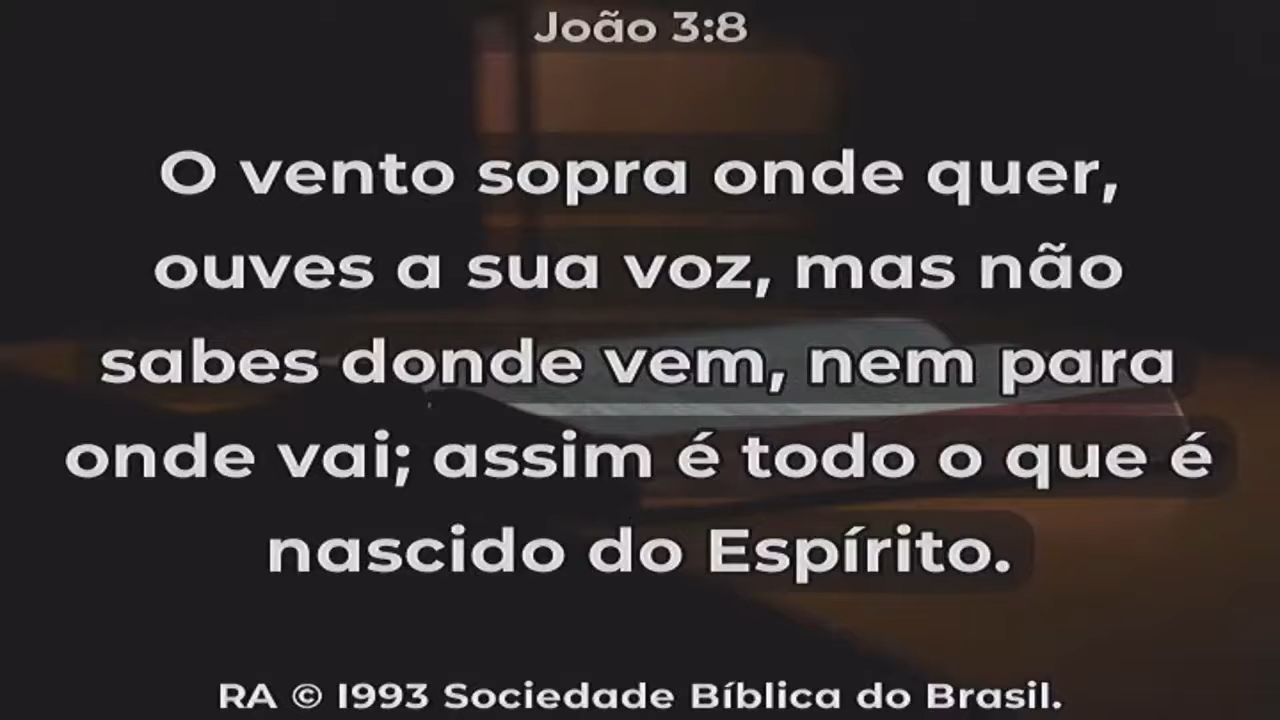 João 3:8
O vento sopra onde quer,
ouves a sua voz, mas não
sabes donde vem, nem para
onde vai; assim é todo o que é
nascido do Espírito.
RA © 1993 Sociedade Bíblica do Brasil.